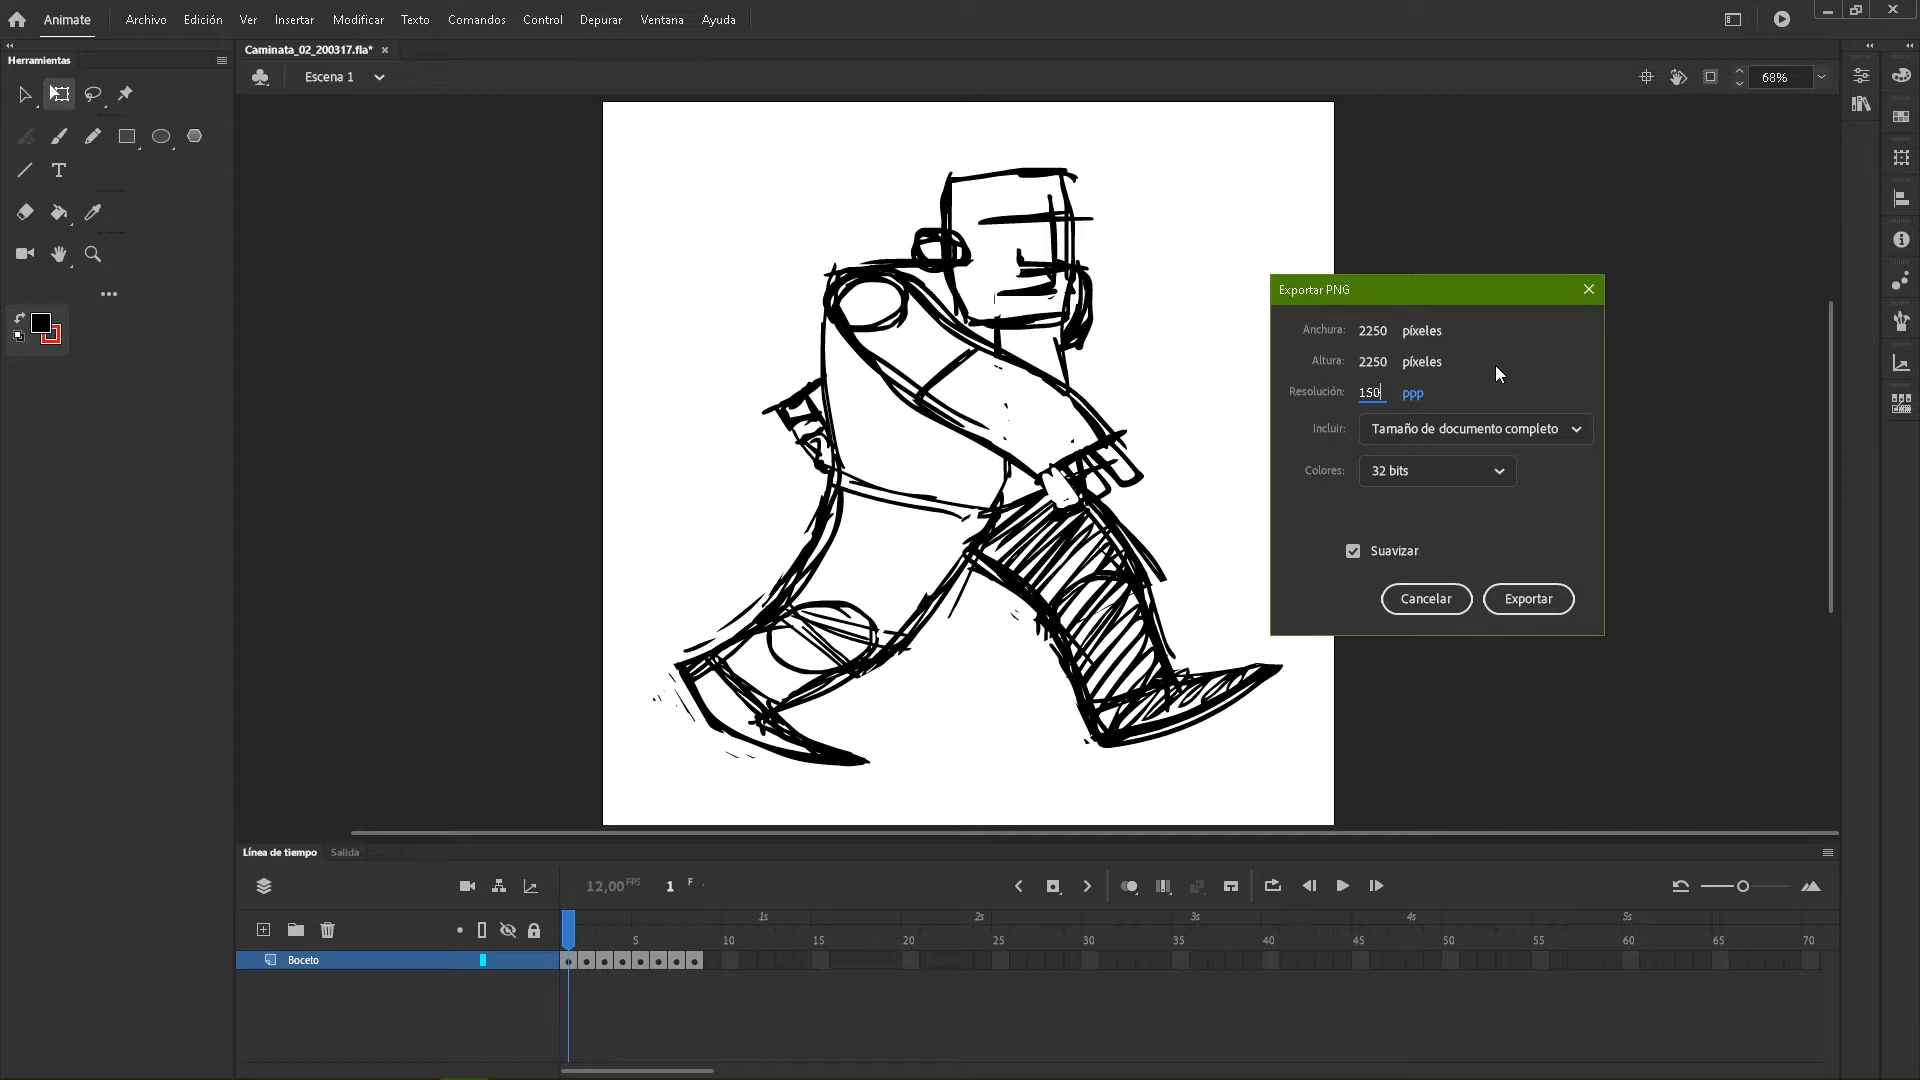 Animate Archivo Edición Ver Insertar Modificar Texto Comandos Control Depurar Ventana Ayuda
Caminata_02_200317.fla*
Herramientas
Escena 1 68%
Exportar PNG
Anchura: 2250 píxeles
Altura: 2250 píxeles
Resolución: 150 ppp
Incluir: Tamaño de documento completo
Colores: 32 bits
Suavizar
Cancelar Exportar
Línea de tiempo Salida
12,00 FPS 1 F
1s 2s 3s 4s 5s
5 10 15 20 25 30 35 40 45 50 55 60 65 70
Boceto